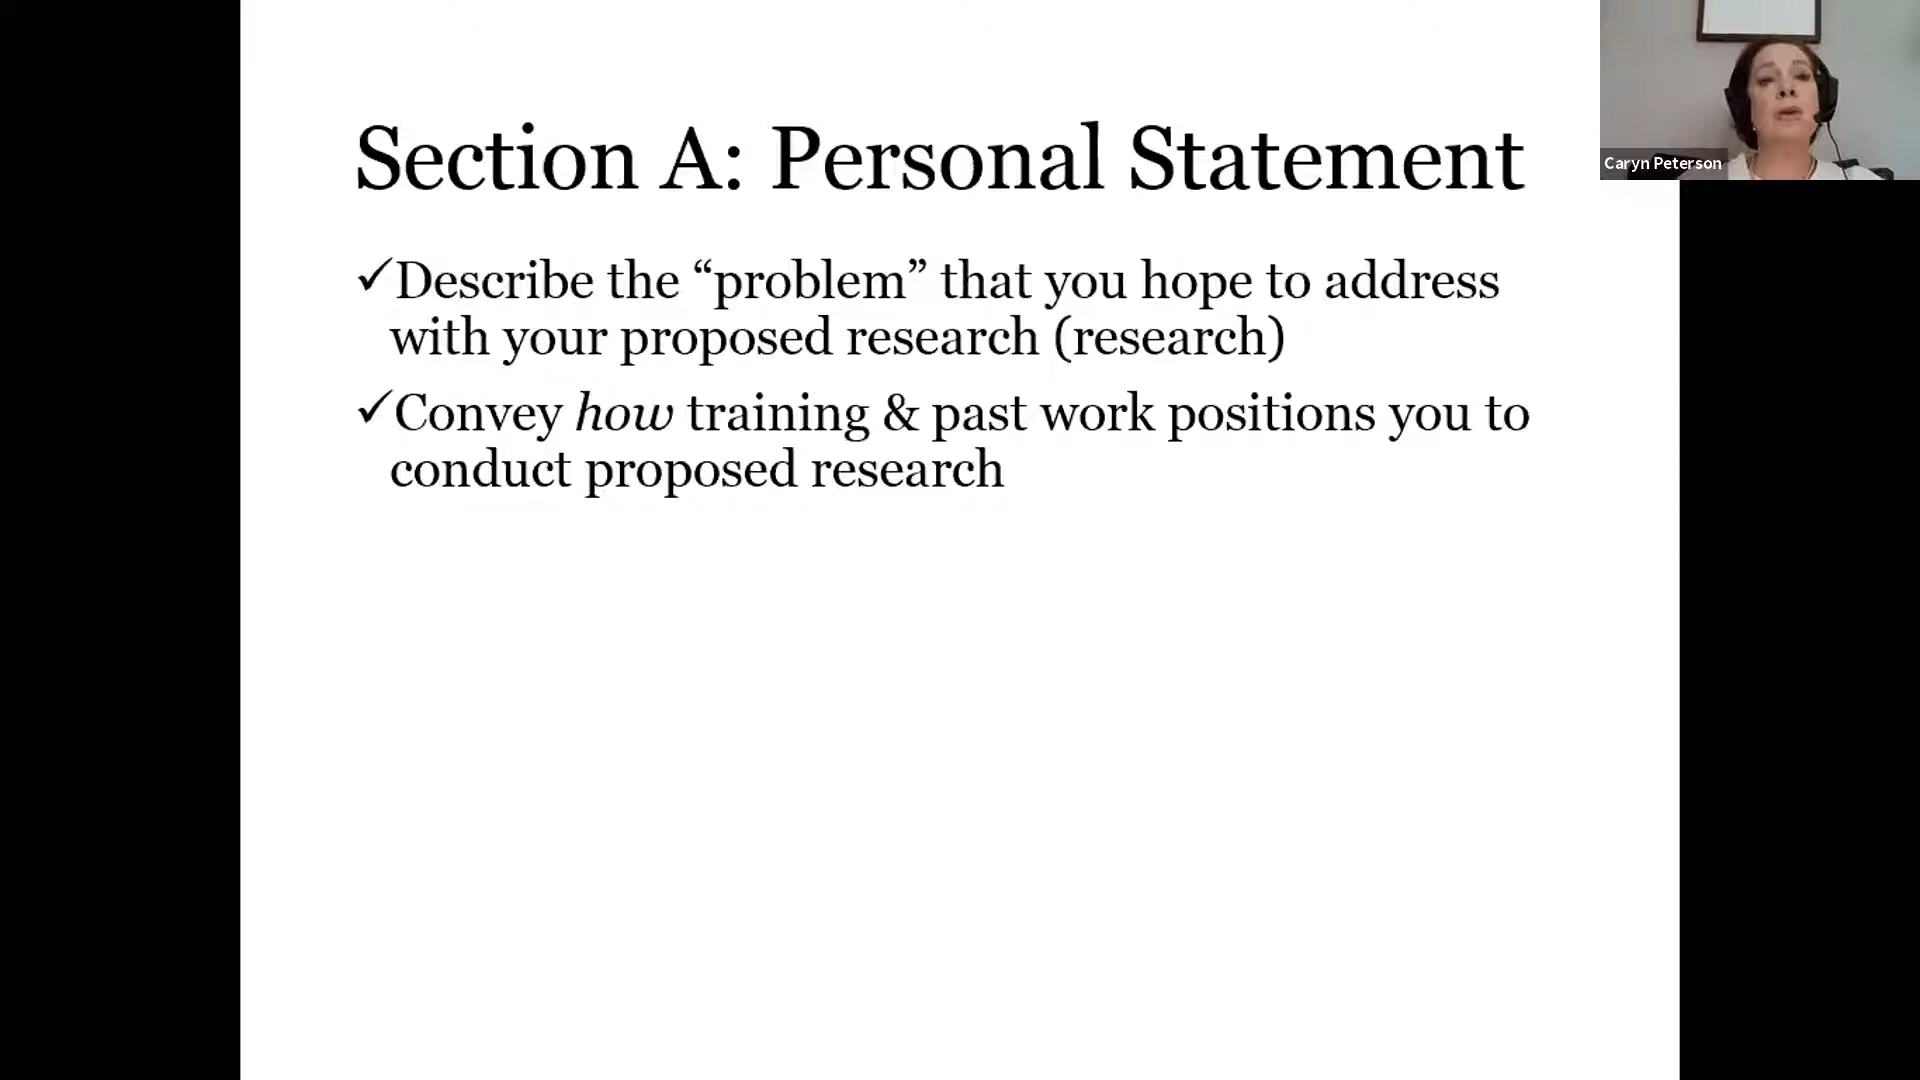 Section A: Personal Statement
✓Describe the “problem” that you hope to address
with your proposed research (research)
✓Convey how training & past work positions you to
conduct proposed research
Caryn Peterson